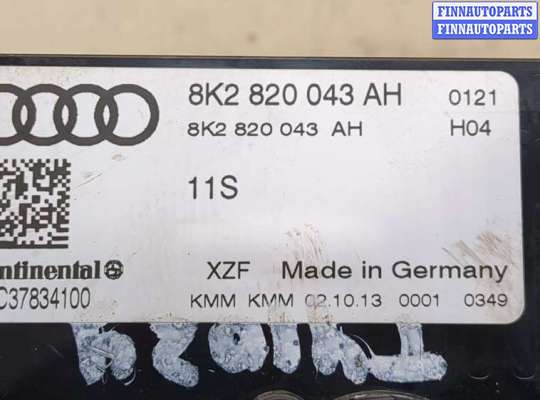 FINNAUTOPARTS
FINNAUTOPARTS
8K2 820 043 AH 0121
8K2 820 043 AH H04
11S
ntinental
XZF Made in Germany
C37834100
KMM KMM 02.10.13 0001 0349